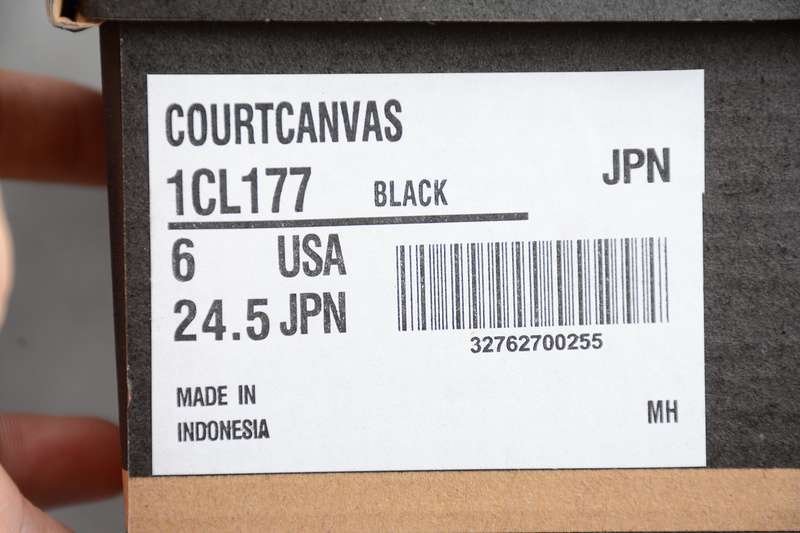 COURTCANVAS
1CL177 BLACK
JPN
6 USA
24.5 JPN
32762700255
MADE IN
INDONESIA
MH